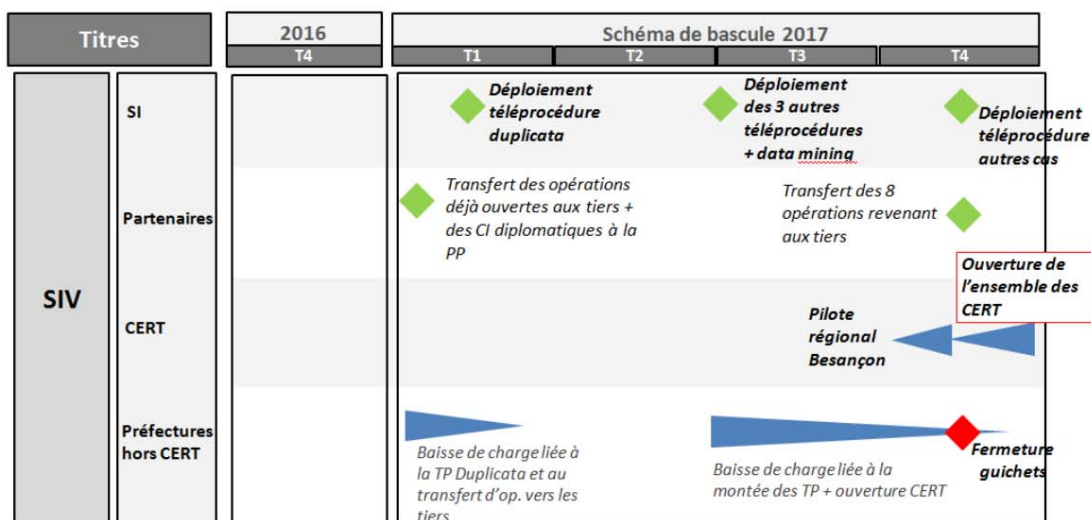 Titres
2016
Schéma de bascule 2017
T4
T1
T2
T3
T4
SIV
SI
Déploiement
téléprocédure
duplicata
Déploiement
des 3 autres
téléprocédures
+ data mining
Déploiement
téléprocédure
autres cas
Partenaires
Transfert des opérations
déjà ouvertes aux tiers +
des CI diplomatiques à la
PP
Transfert des 8
opérations revenant
aux tiers
CERT
Pilote
régional
Besançon
Ouverture de
l'ensemble des
CERT
Préfectures
hors CERT
Baisse de charge liée à
la TP Duplicata et au
transfert d'op. vers les
tiers
Baisse de charge liée à la
montée des TP + ouverture CERT
Fermeture
guichets